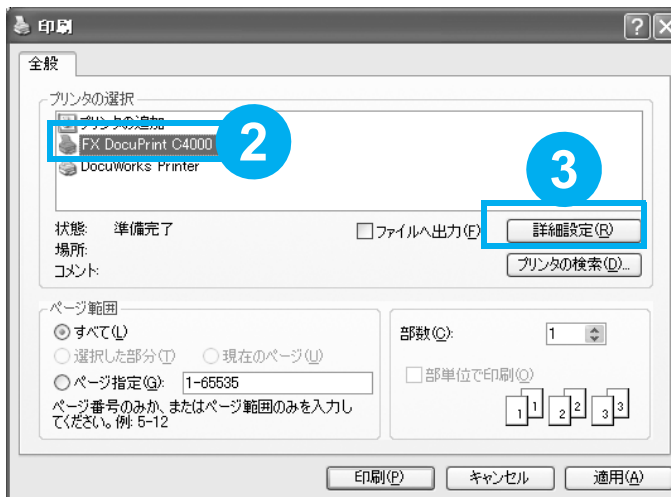 印刷
全般
プリンタの選択
プリンタの追加
FX DocuPrint C4000
2
DocuWorks Printer
3
状態: 準備完了
場所:
コメント:
ファイルへ出力(F)
詳細設定(R)
プリンタの検索(D)...
ページ範囲
すべて(L)
選択した部分(T) 現在のページ(U)
ページ指定(G): 1-65535
ページ番号のみか、またはページ範囲のみを入力し
てください。例: 5-12
部数(C): 1
部単位で印刷(O)
1 1 2 2 3 3
印刷(P) キャンセル 適用(A)